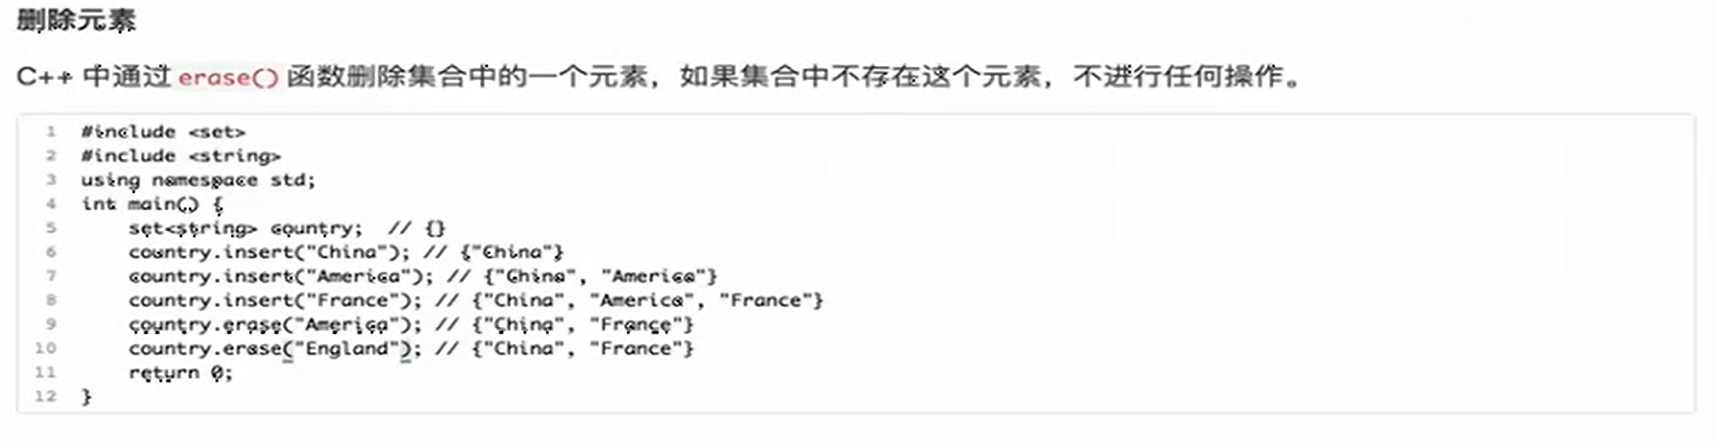 删除元素
C++ 中通过 erase() 函数删除集合中的一个元素，如果集合中不存在这个元素，不进行任何操作。
1 #include <set>
2 #include <string>
3 using namespace std;
4 int main() {
5     set<string> country;  // {}
6     country.insert("China"); // {"China"}
7     country.insert("America"); // {"China", "America"}
8     country.insert("France"); // {"China", "America", "France"}
9     country.erase("America"); // {"China", "France"}
10     country.erase("England"); // {"China", "France"}
11     return 0;
12 }